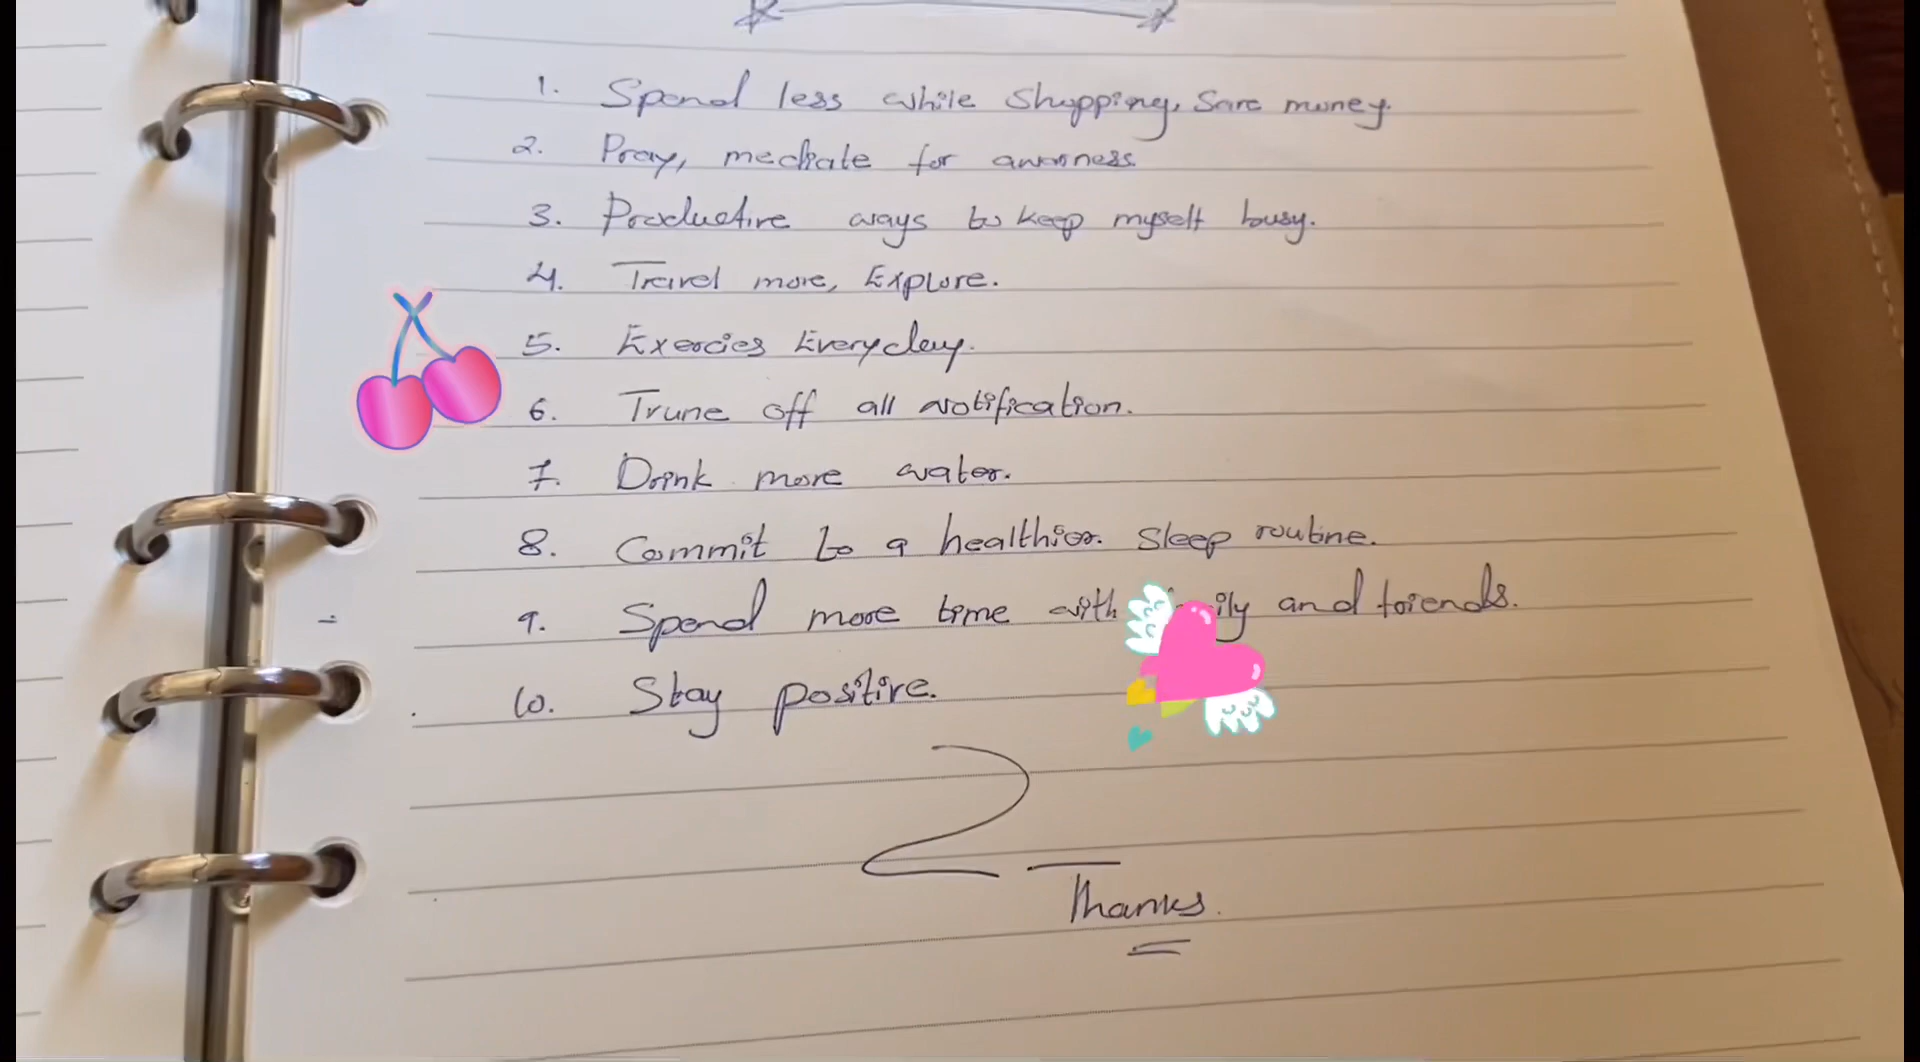 1. Spend less while shopping, Save money.
2. Pray, mediate for awarness.
3. Productive ways to keep myself busy.
4. Travel more, Explore.
5. Exercies Everyday.
6. Trune off all notification.
7. Drink more water.
8. Commit to a healthier sleep routine.
9. Spend more time with and friends.
10. Stay positive.
Thanks.